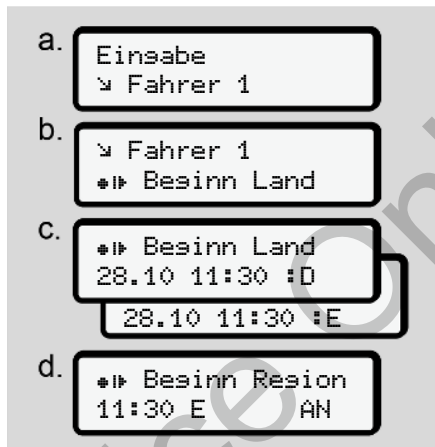 a.
Eingabe
↘ Fahrer 1
b.
↘ Fahrer 1
Beginn Land
c.
Beginn Land
28.10 11:30 :D
28.10 11:30 :E
d.
Beginn Region
11:30 E AN